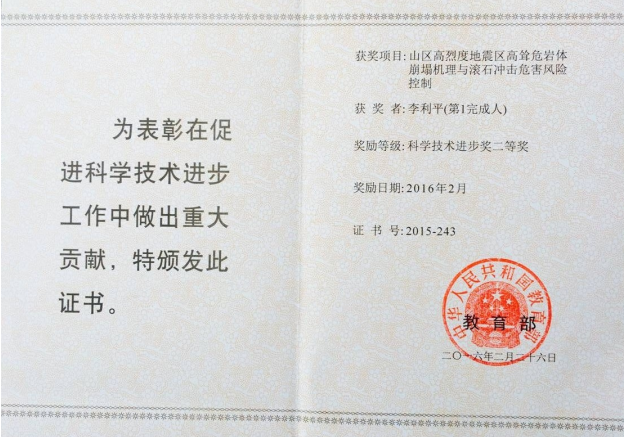 为表彰在促
进科学技术进步
工作中做出重大
贡献，特颁发此
证书。
获奖项目: 山区高烈度地震区高耸危岩体
崩塌机理与滚石冲击危害风险
控制
获 奖 者: 李利平(第1完成人)
奖励等级: 科学技术进步奖二等奖
奖励日期: 2016年2月
证 书 号: 2015-243
中华人民共和国教育部
教 育 部
二〇一六年二月二十六日